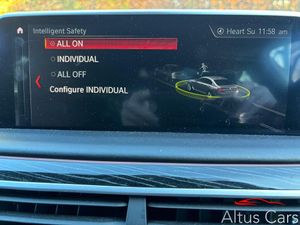 Intelligent Safety
Heart Su 11:58 am
ALL ON
INDIVIDUAL
ALL OFF
Configure INDIVIDUAL
Altus Cars